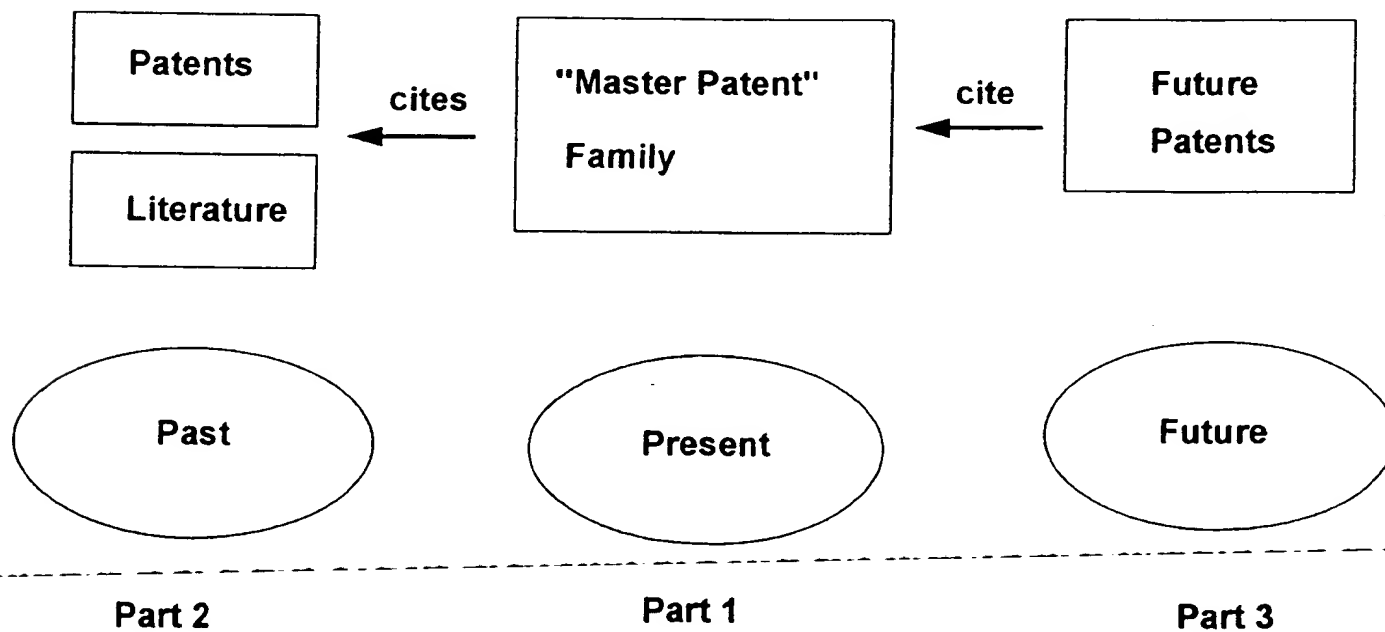 Patents
Literature
cites
"Master Patent"
Family
cite
Future
Patents
Past
Present
Future
Part 2
Part 1
Part 3